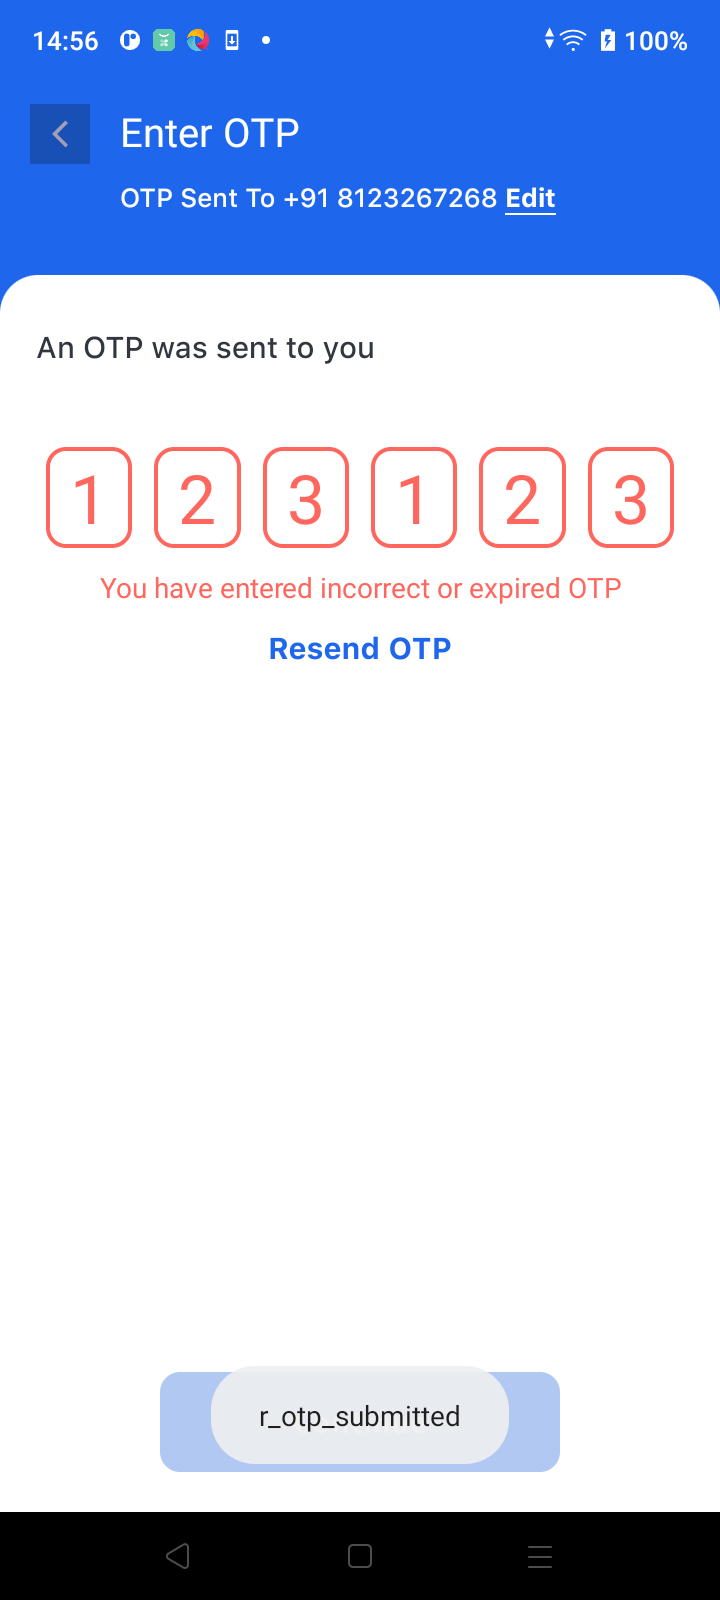 14:56
100%
Enter OTP
OTP Sent To +91 8123267268 Edit
An OTP was sent to you
1 2 3 1 2 3
You have entered incorrect or expired OTP
Resend OTP
r_otp_submitted